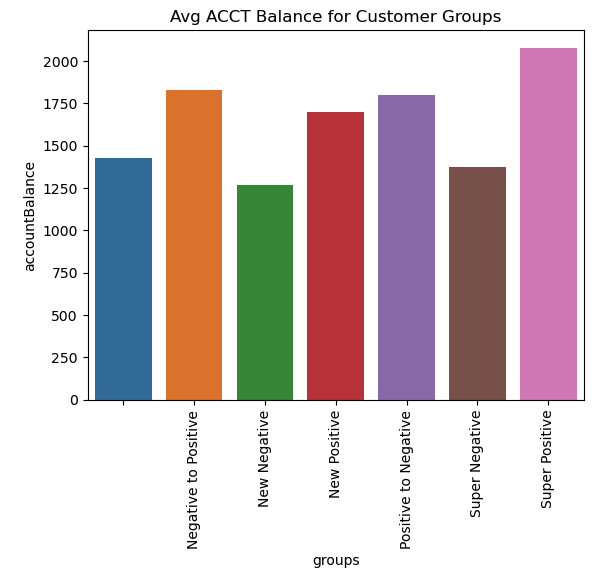 Avg ACCT Balance for Customer Groups
accountBalance
2000
1750
1500
1250
1000
750
500
250
0
Negative to Positive
New Negative
New Positive
Positive to Negative
Super Negative
Super Positive
groups